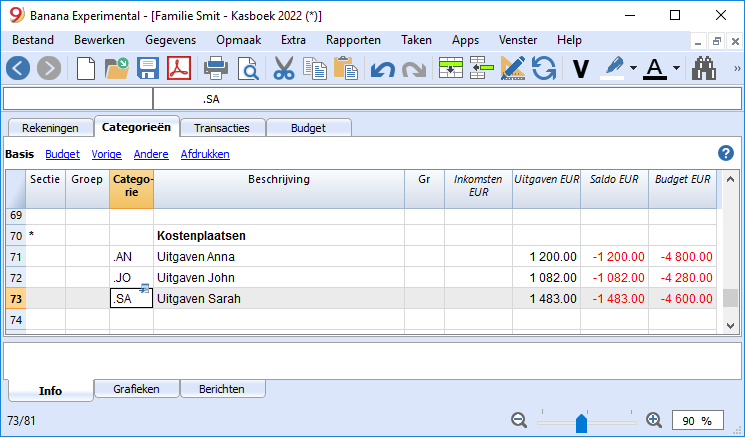 Banana Experimental - [Familie Smit - Kasboek 2022 (*)]
Bestand Bewerken Gegevens Opmaak Extra Rapporten Taken Apps Venster Help
.SA
Rekeningen Categorieën Transacties Budget
Basis Budget Vorige Andere Afdrukken
Sectie Groep Catego- Beschrijving Gr Inkomsten Uitgaven EUR Saldo EUR Budget EUR
rie EUR
69
70 * Kostenplaatsen
71 .AN Uitgaven Anna 1 200.00 -1 200.00 -4 800.00
72 .JO Uitgaven John 1 082.00 -1 082.00 -4 280.00
73 .SA Uitgaven Sarah 1 483.00 -1 483.00 -4 600.00
74
Info Grafieken Berichten
73/81 90 %